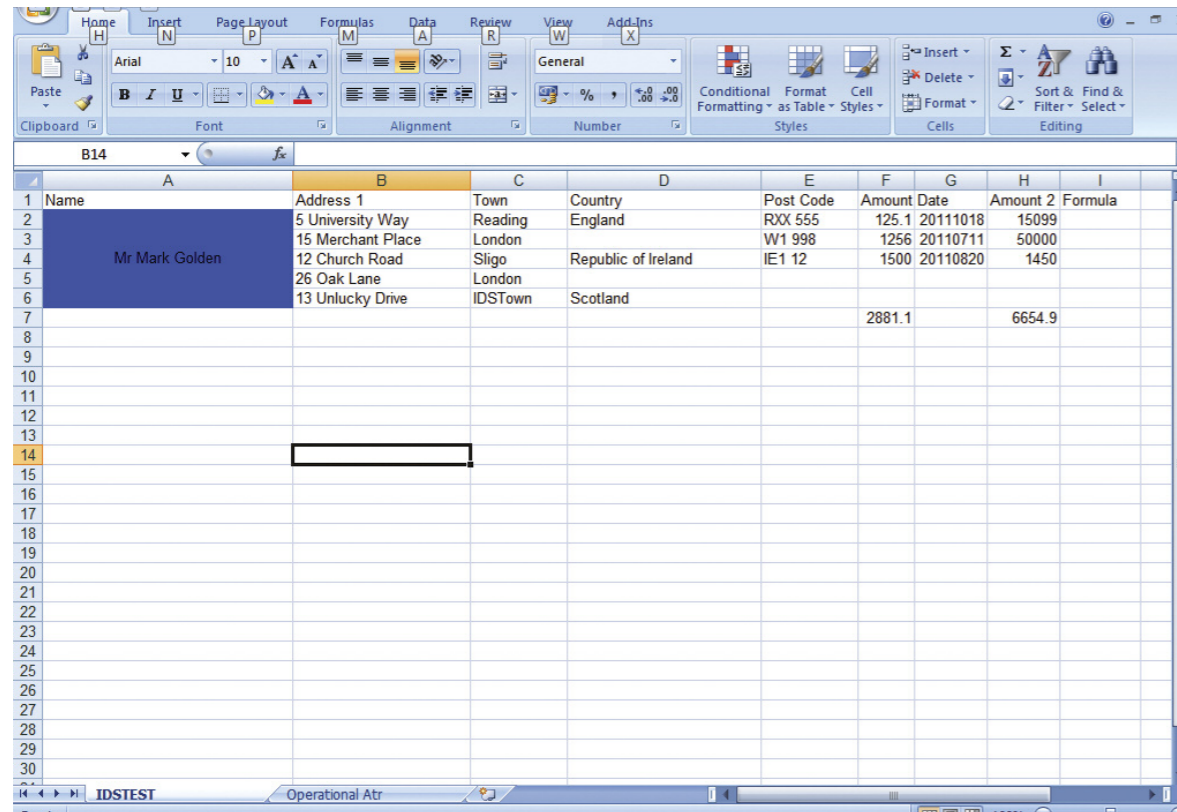 Home Insert Page Layout Formulas Data Review View Add-Ins
H N P M A R W X
Arial 10 A A General Insert Σ A Z
Paste Conditional Format Cell Delete Sort & Find &
B I U A % , .0 .00 .00 .0 Formatting as Table Styles Format Filter Select
Clipboard Font Alignment Number Styles Cells Editing
B14 fx
A B C D E F G H I
1 Name Address 1 Town Country Post Code Amount Date Amount 2 Formula
2 5 University Way Reading England RXX 555 125.1 20111018 15099
3 15 Merchant Place London W1 998 1256 20110711 50000
4 Mr Mark Golden 12 Church Road Sligo Republic of Ireland IE1 12 1500 20110820 1450
5 26 Oak Lane London
6 13 Unlucky Drive IDSTown Scotland
7 2881.1 6654.9
8
9
10
11
12
13
14
15
16
17
18
19
20
21
22
23
24
25
26
27
28
29
30
IDSTEST Operational Atr